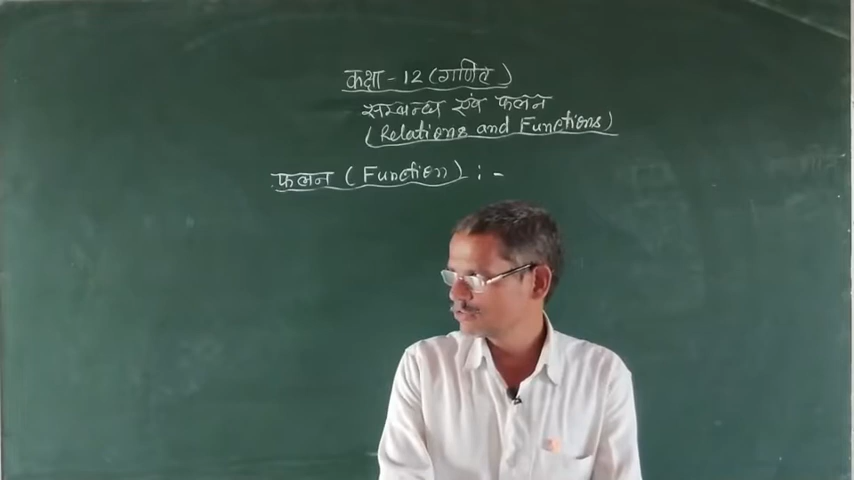 कक्षा - 12 (गणित)
सम्बन्ध एवं फलन
(Relations and Functions)
फलन (Function) : -